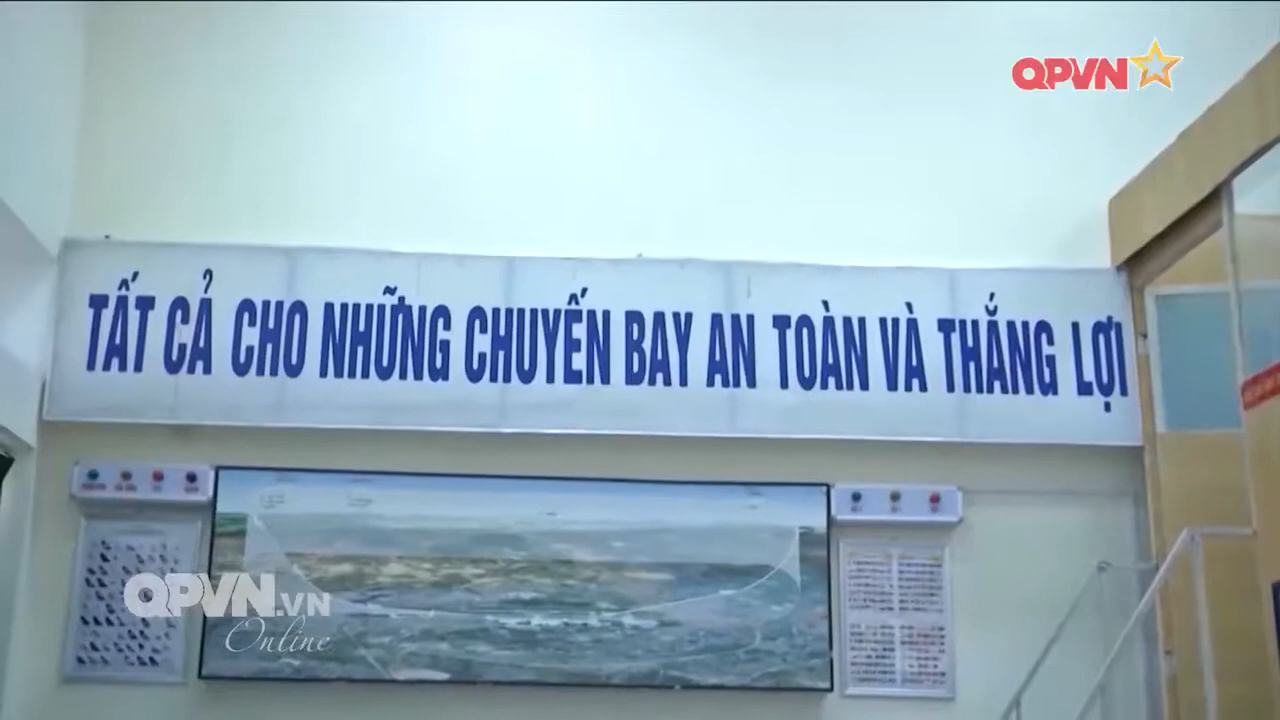 QPVN
TẤT CẢ CHO NHỮNG CHUYẾN BAY AN TOÀN VÀ THẮNG LỢI
QPVN.VN
Online